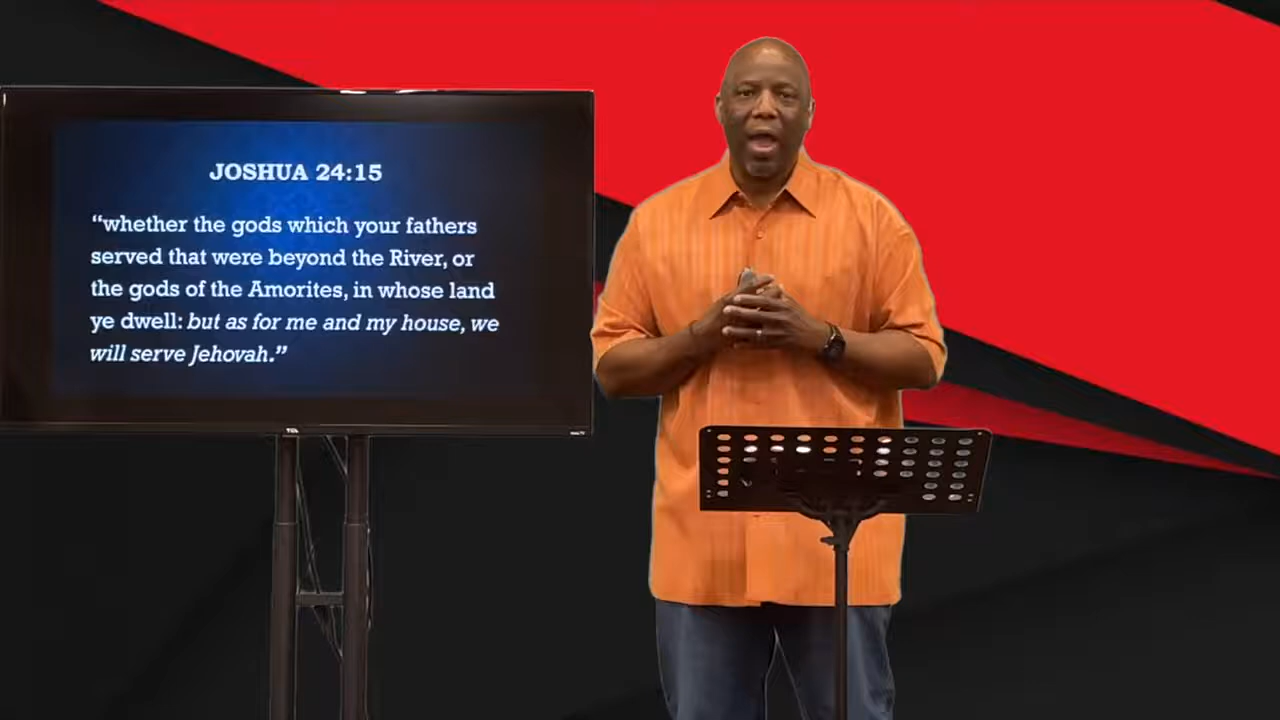 JOSHUA 24:15
“whether the gods which your fathers
served that were beyond the River, or
the gods of the Amorites, in whose land
ye dwell: but as for me and my house, we
will serve Jehovah.”
TCL